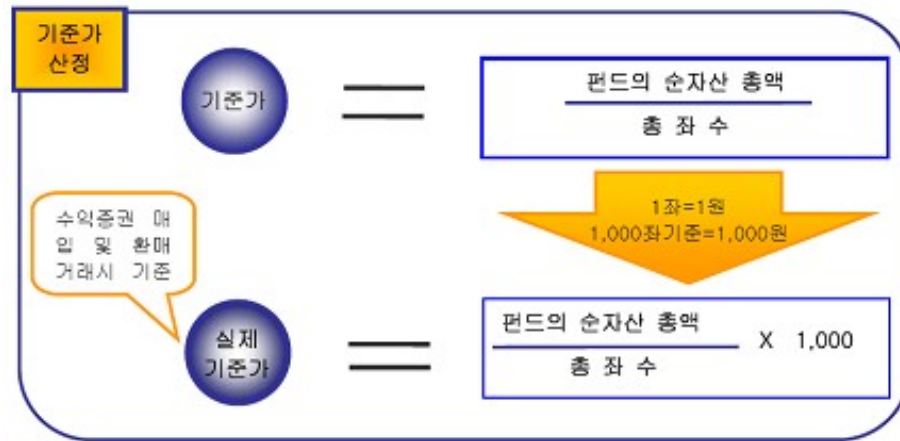 기준가
산정
기준가
펀드의 순자산 총액
총 좌 수
1좌=1원
1,000좌기준=1,000원
수익증권 매
입 및 환매
거래시 기준
실제
기준가
펀드의 순자산 총액
총 좌 수
X 1,000